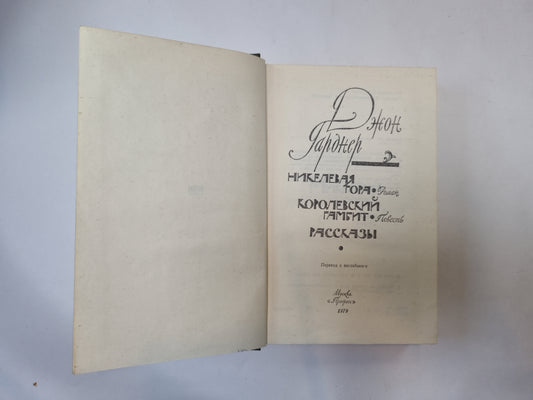 Джон
Гарднер
НИКЕЛЕВАЯ
ГОРА • Роман
КОРОЛЕВСКИЙ
ГАМБИТ • Повесть
РАССКАЗЫ
•
Перевод с английского
Москва
«Прогресс»
1979